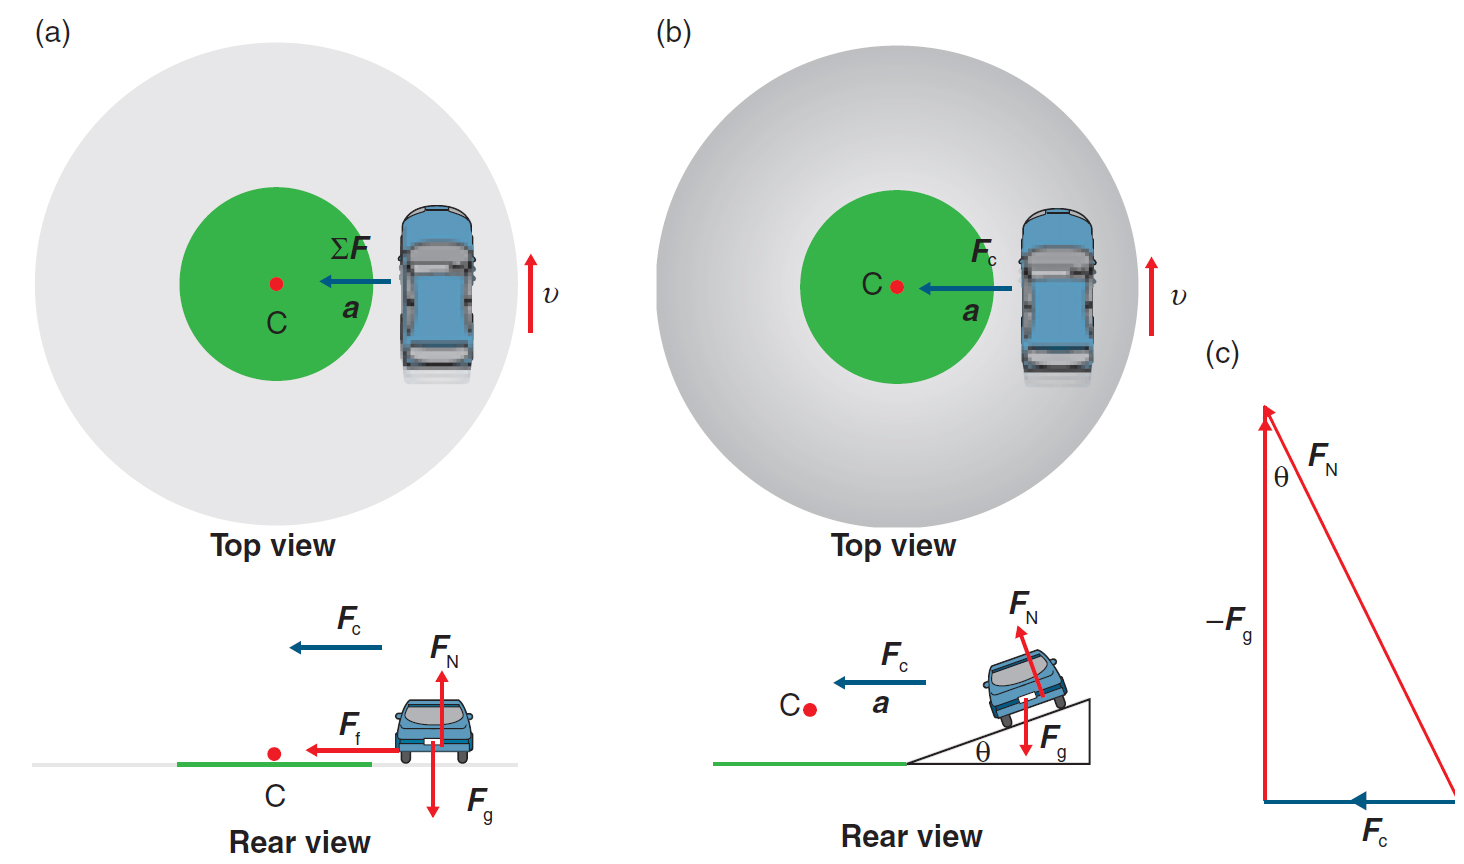 (a)
ΣF
a
C
υ
Top view
F_c
F_N
F_f
C
F_g
Rear view
(b)
C
F_c
a
υ
Top view
F_N
F_c
C
a
θ
F_g
Rear view
(c)
F_N
θ
–F_g
F_c